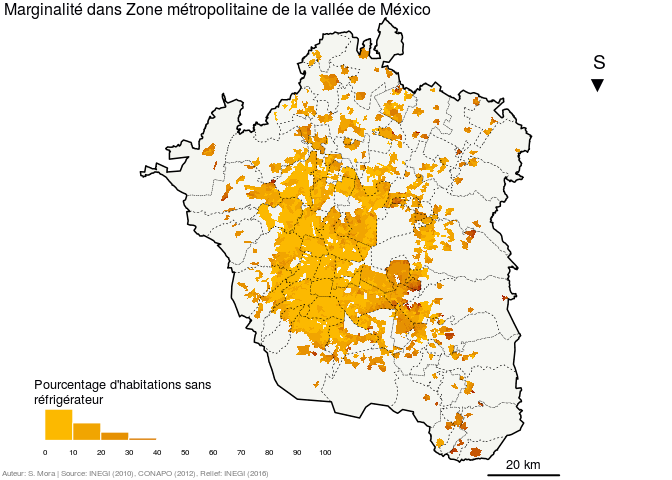 Marginalité dans Zone métropolitaine de la vallée de México
S
Pourcentage d'habitations sans
réfrigérateur
0 10 20 30 40 50 60 70 80 90 100
20 km
Auteur: S. Mora | Source: INEGI (2010). CONAPO (2012). Relief: INEGI (2016)